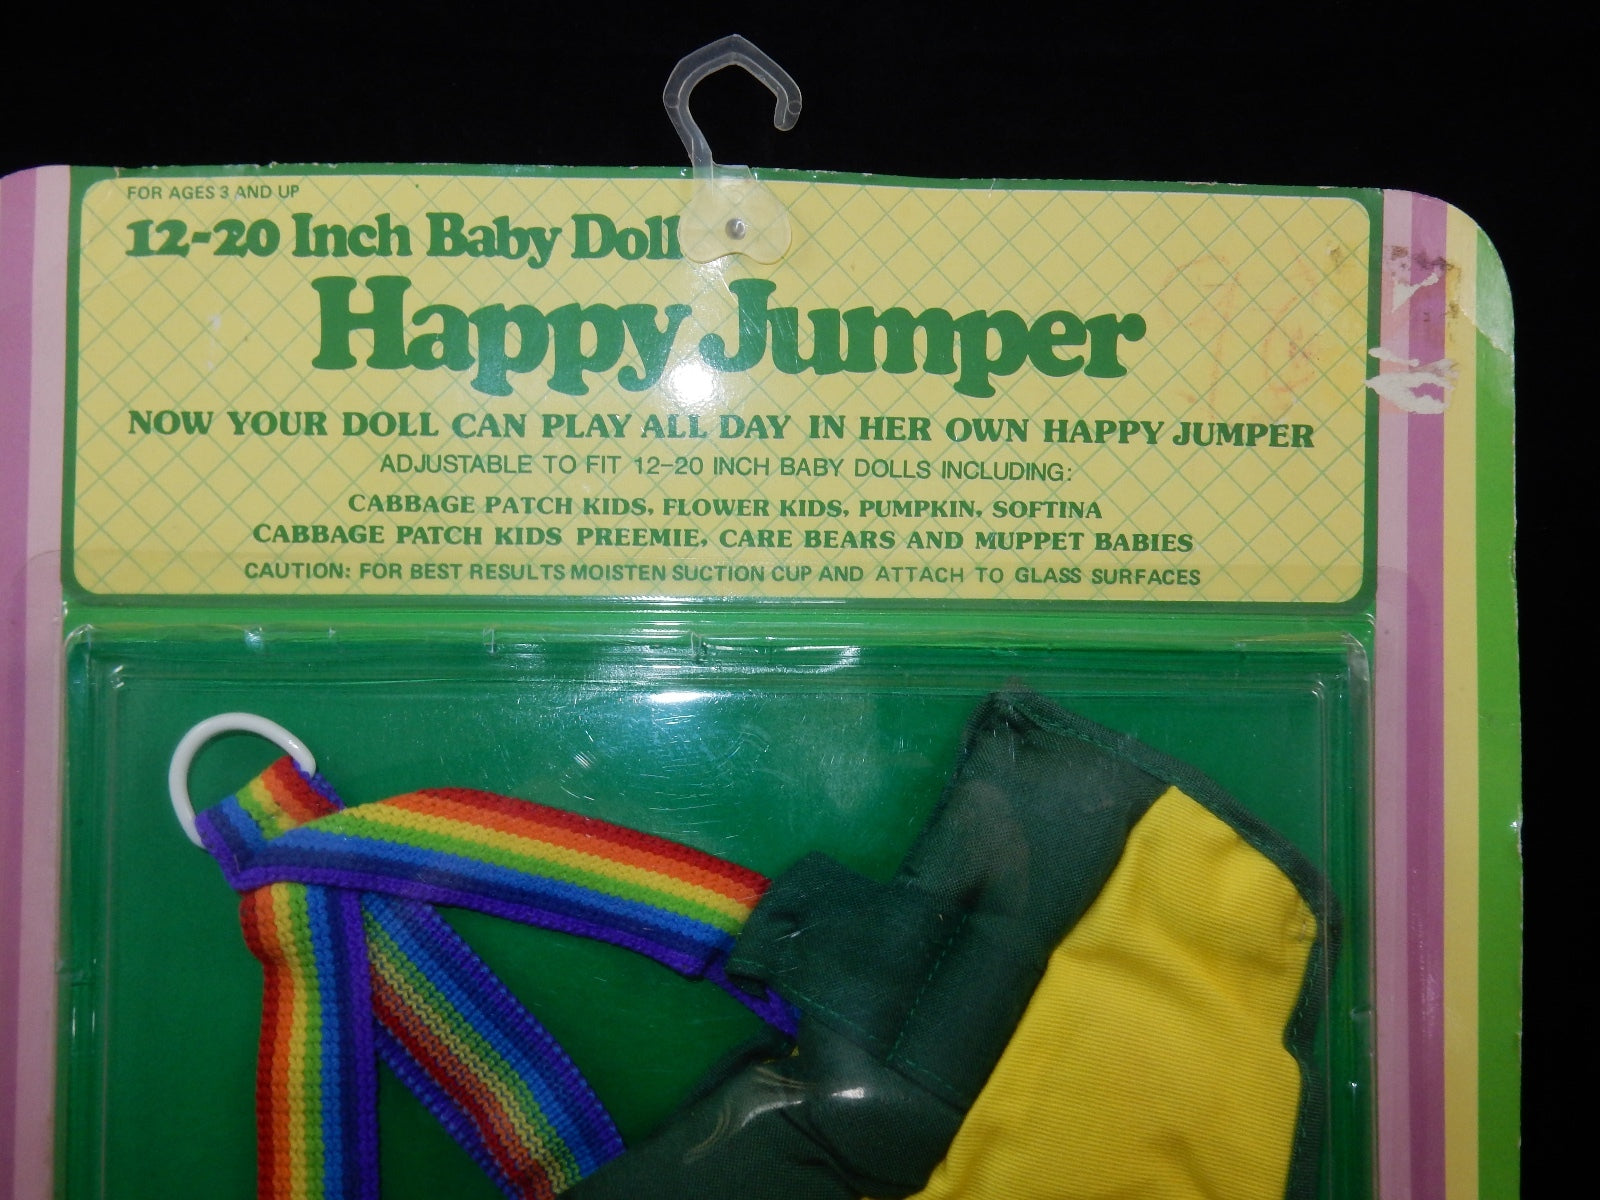 FOR AGES 3 AND UP
12-20 Inch Baby Doll
Happy Jumper
NOW YOUR DOLL CAN PLAY ALL DAY IN HER OWN HAPPY JUMPER
ADJUSTABLE TO FIT 12-20 INCH BABY DOLLS INCLUDING:
CABBAGE PATCH KIDS, FLOWER KIDS, PUMPKIN, SOFTINA
CABBAGE PATCH KIDS PREEMIE, CARE BEARS AND MUPPET BABIES
CAUTION: FOR BEST RESULTS MOISTEN SUCTION CUP AND ATTACH TO GLASS SURFACES